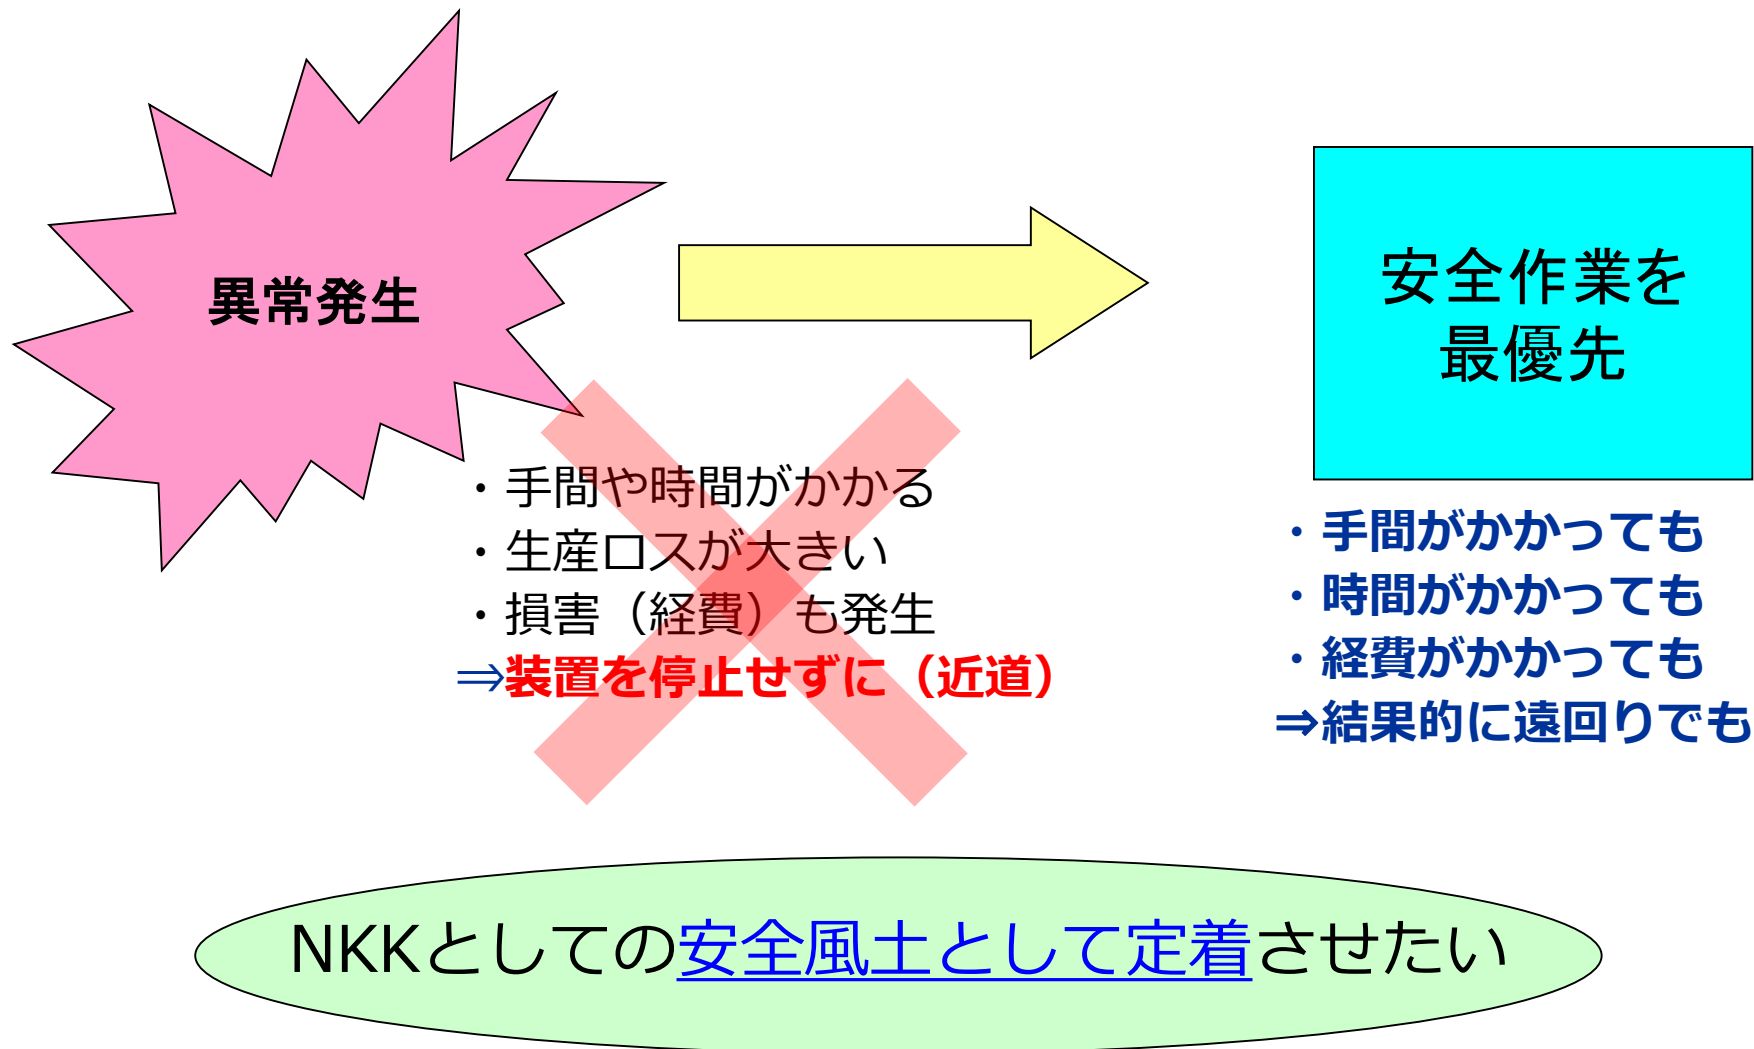 異常発生
安全作業を
最優先
・手間や時間がかかる
・生産ロスが大きい
・損害（経費）も発生
⇒装置を停止せずに（近道）
・手間がかかっても
・時間がかかっても
・経費がかかっても
⇒結果的に遠回りでも
NKKとしての安全風土として定着させたい